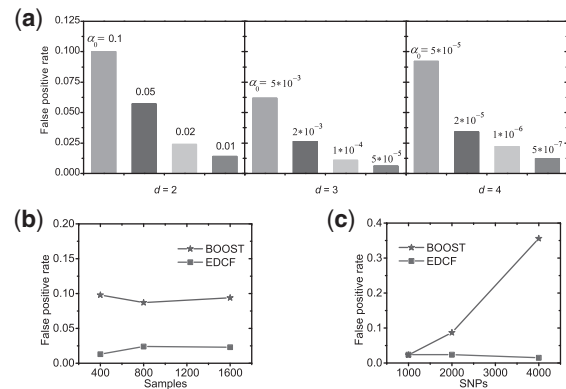 (a)
False positive rate
0.125
0.100
0.075
0.050
0.025
0.000
α₀ = 0.1
0.05
0.02
0.01
α₀ = 5*10⁻³
2*10⁻³
1*10⁻⁴
5*10⁻⁵
α₀ = 5*10⁻⁵
2*10⁻⁵
1*10⁻⁶
5*10⁻⁷
d = 2
d = 3
d = 4
(b)
False positive rate
0.20
0.15
0.10
0.05
0.00
BOOST
EDCF
400
800
1200
1600
Samples
(c)
False positive rate
0.4
0.3
0.2
0.1
0.0
BOOST
EDCF
1000
2000
3000
4000
SNPs